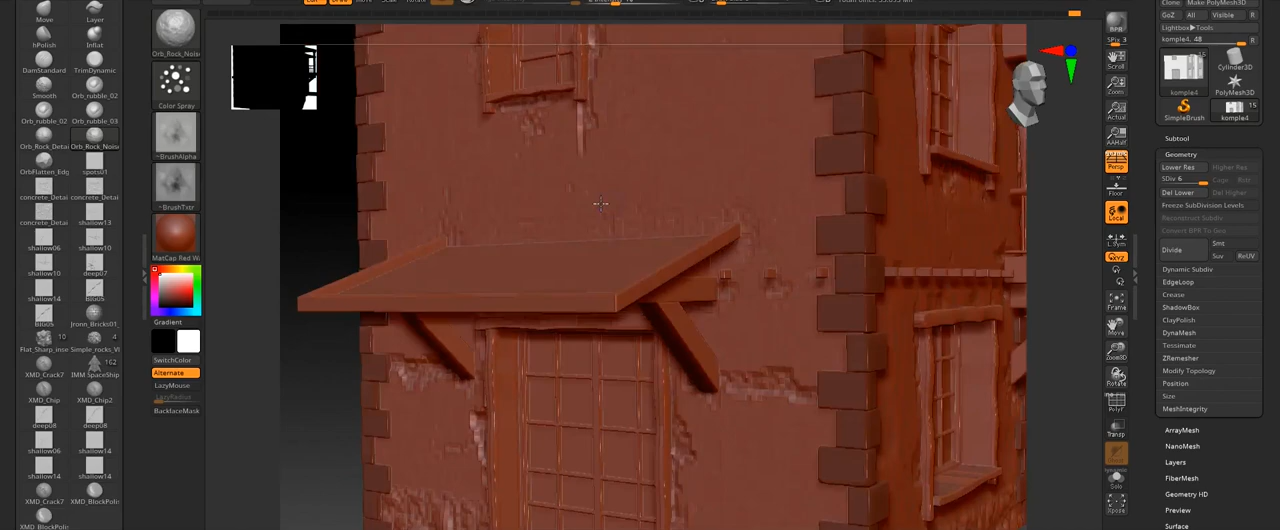 Move Layer
hPolish Inflat
DamStandard TrimDynamic
Smooth Orb_rubble_02
Orb_rubble_02 Orb_rubble_03
Orb_Rock_Detai Orb_Rock_Noise
OrbFlatten_Edg spots01
concrete_Detai concrete_Detai
shallow06 shallow13
shallow10 shallow10
shallow14 deep07
Jronn_Bricks01
10 4
Flat_Sharp_inse Simple_rocks_VI
162
XMD_Crack7 IMM SpaceShip
XMD_Chip XMD_Chip2
deep08 deep08
shallow06 shallow14
shallow14 shallow14
XMD_Crack7 XMD_BlockPoli
XMD_BlockPoli
Orb_Rock_Noise
Color Spray
~BrushAlpha
~BrushTxtr
MatCap Red Wa
Gradient
SwitchColor
Alternate
LazyMouse
LazyRadius
BackfaceMask
BPR
SPix 3
Scroll
Zoom
Actual
AAHalf
Persp
Floor
Local
L.Sym
Frame
Move
Zoom3D
Rotate
PolyF
Transp
Solo
Xpose
Clone Make PolyMesh3D
GoZ All Visible R
Lightbox▶Tools
komple4. 48 R
15
Cylinder3D
komple4 PolyMesh3D
15
SimpleBrush komple4
Subtool
Geometry
Lower Res Higher Res
SDiv 6 Cage Rstr
Del Lower Del Higher
Freeze SubDivision Levels
Reconstruct Subdiv
Convert BPR To Geo
Divide Smt
Suv ReUV
Dynamic Subdiv
EdgeLoop
Crease
ShadowBox
ClayPolish
DynaMesh
Tessimate
ZRemesher
Modify Topology
Position
Size
MeshIntegrity
ArrayMesh
NanoMesh
Layers
FiberMesh
Geometry HD
Preview
Surface